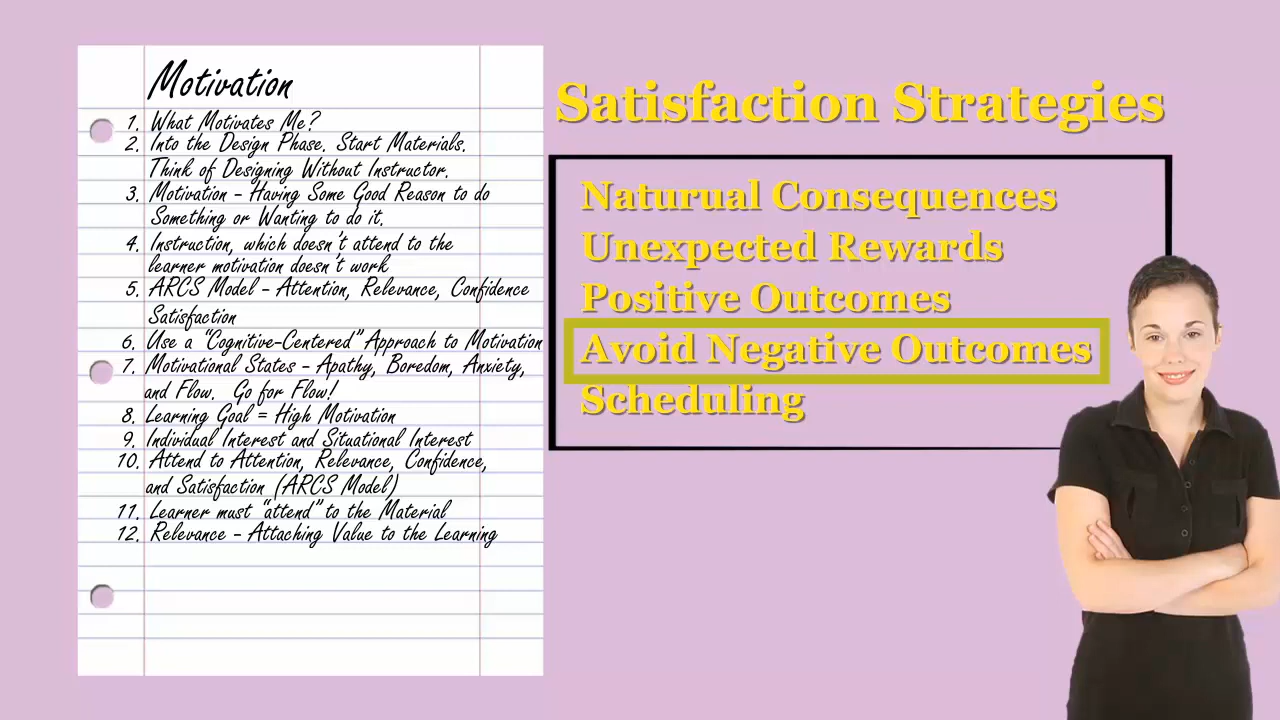 Motivation
1. What Motivates Me?
2. Into the Design Phase. Start Materials.
Think of Designing Without Instructor.
3. Motivation - Having Some Good Reason to do
Something or Wanting to do it.
4. Instruction, which doesn't attend to the
learner motivation doesn't work
5. ARCS Model - Attention, Relevance, Confidence
Satisfaction
6. Use a "Cognitive-Centered" Approach to Motivation
7. Motivational States - Apathy, Boredom, Anxiety,
and Flow. Go for Flow!
8. Learning Goal = High Motivation
9. Individual Interest and Situational Interest
10. Attend to Attention, Relevance, Confidence,
and Satisfaction (ARCS Model)
11. Learner must "attend" to the Material
12. Relevance - Attaching Value to the Learning
Satisfaction Strategies
Naturual Consequences
Unexpected Rewards
Positive Outcomes
Avoid Negative Outcomes
Scheduling